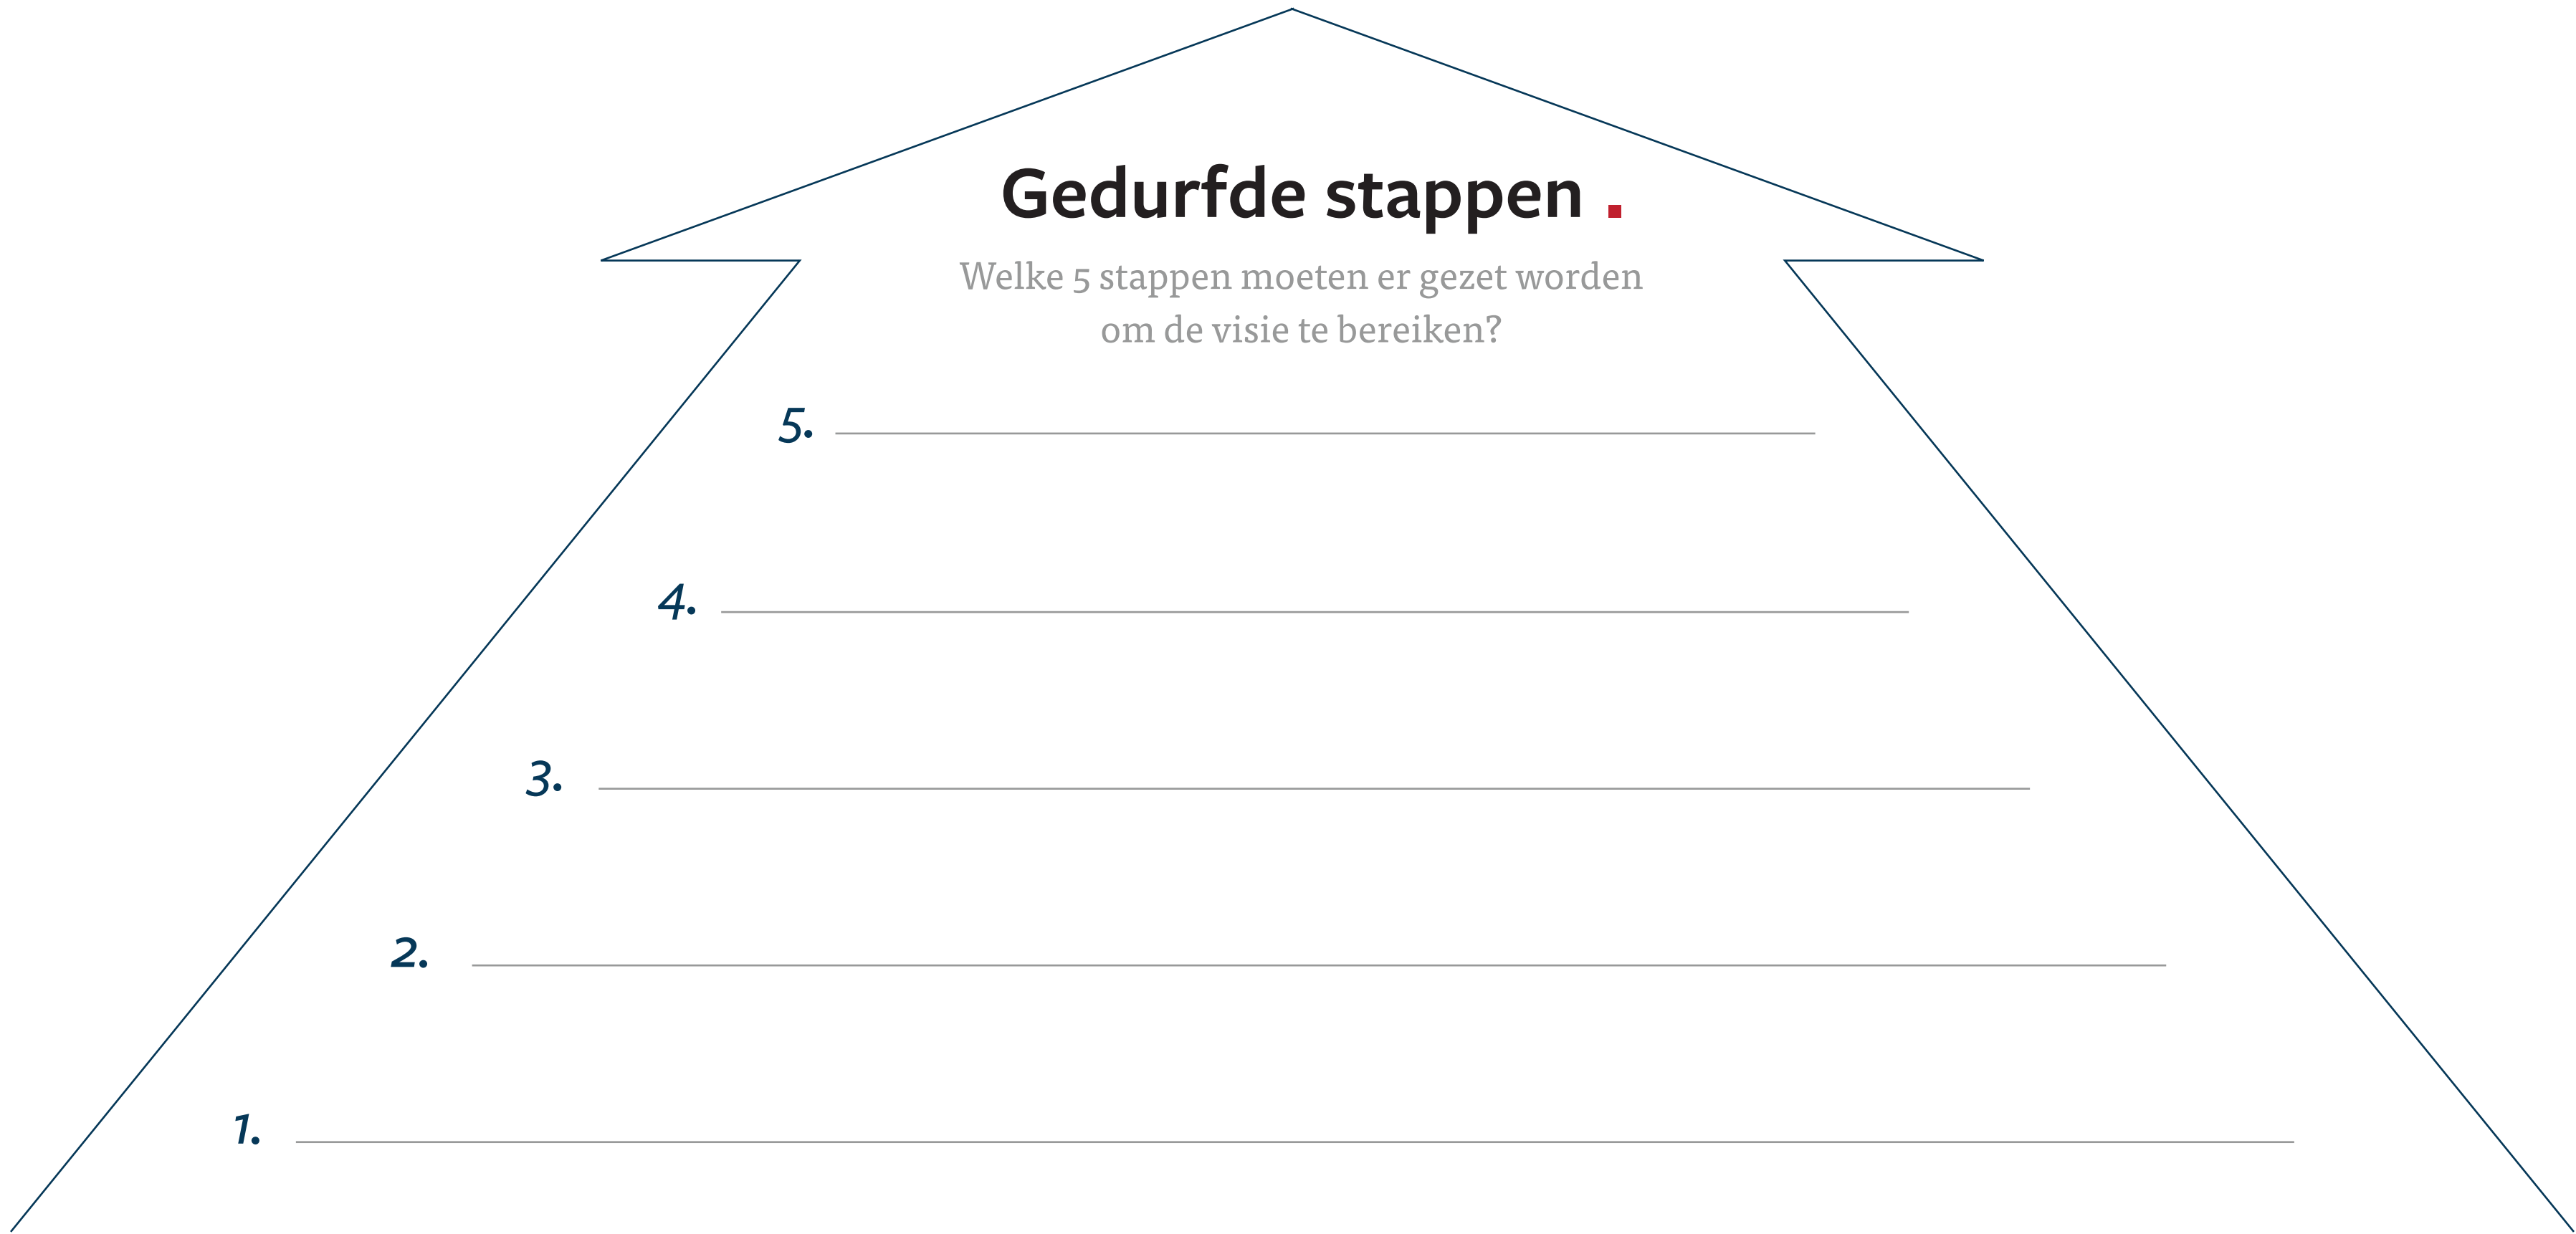 Gedurfde stappen .
Welke 5 stappen moeten er gezet worden
om de visie te bereiken?
5.
4.
3.
2.
1.